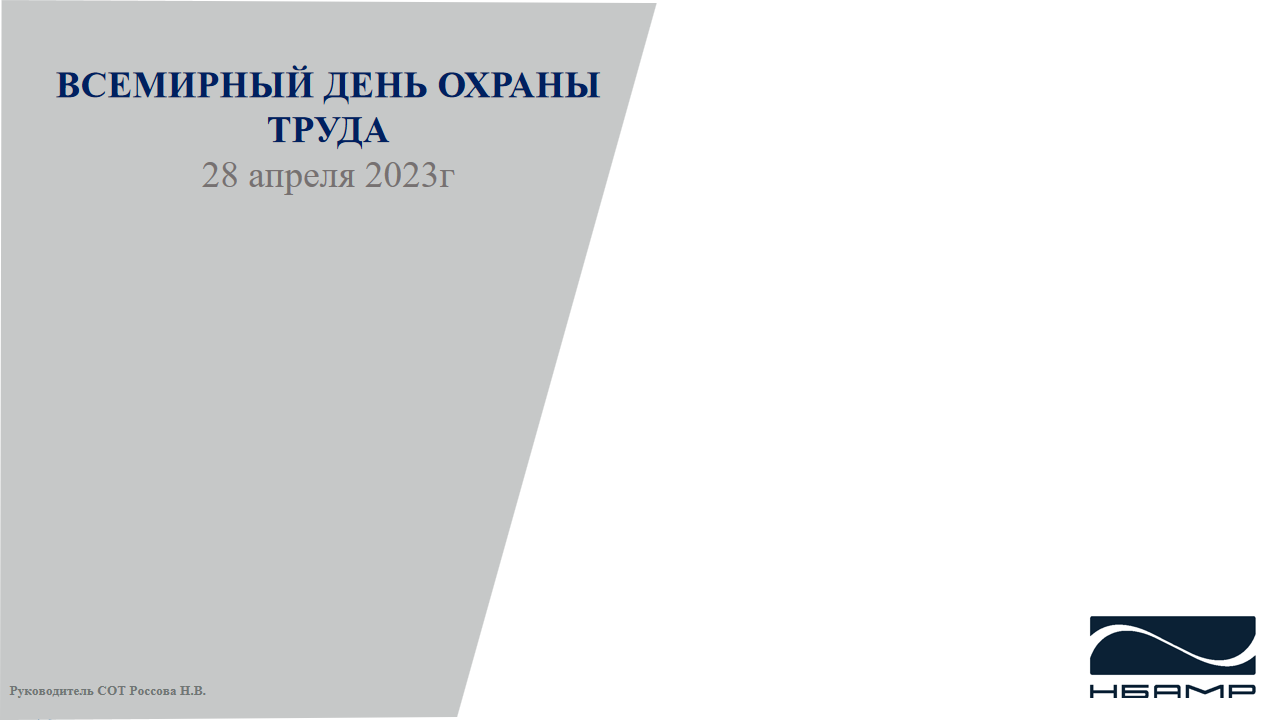 ВСЕМИРНЫЙ ДЕНЬ ОХРАНЫ
ТРУДА
28 апреля 2023г
Руководитель СОТ Россова Н.В.
НБАМР